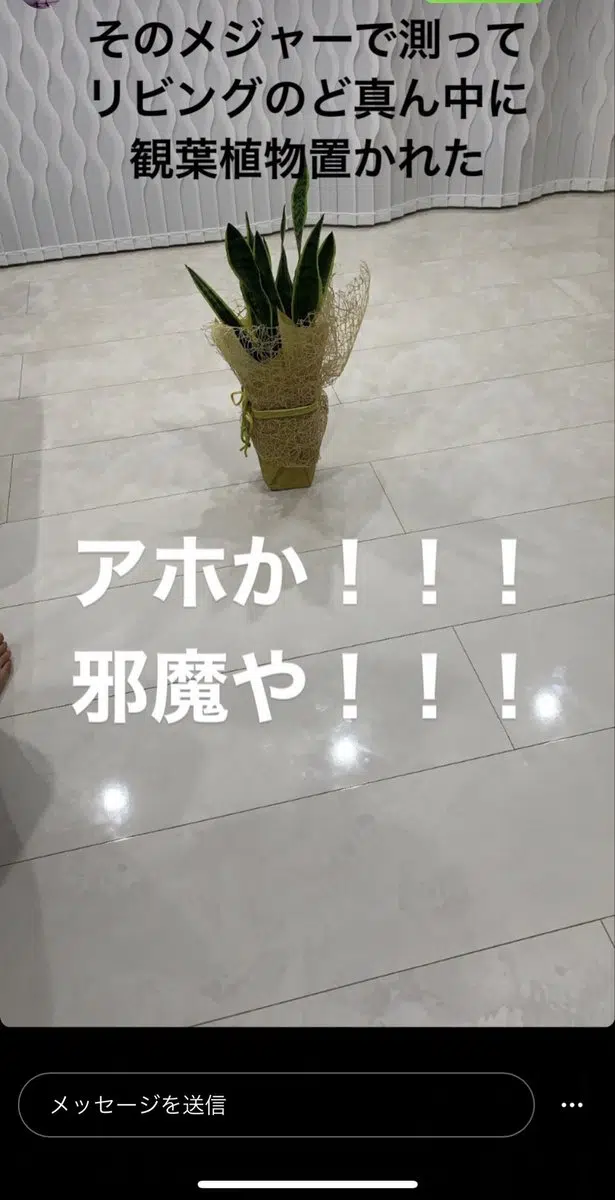 そのメジャーで測って
リビングのど真ん中に
観葉植物置かれた
アホか！！！
邪魔や！！！
メッセージを送信